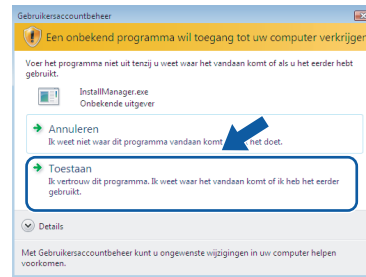 Gebruikersaccountbeheer
Een onbekend programma wil toegang tot uw computer verkrijgen
Voer het programma niet uit tenzij u weet waar het vandaan komt of als u het eerder hebt
gebruikt.
InstallManager.exe
Onbekende uitgever
Annuleren
Ik weet niet waar dit programma vandaan komt het doet.
Toestaan
Ik vertrouw dit programma. Ik weet waar het vandaan komt of ik heb het eerder
gebruikt.
Details
Met Gebruikersaccountbeheer kunt u ongewenste wijzigingen in uw computer helpen
voorkomen.